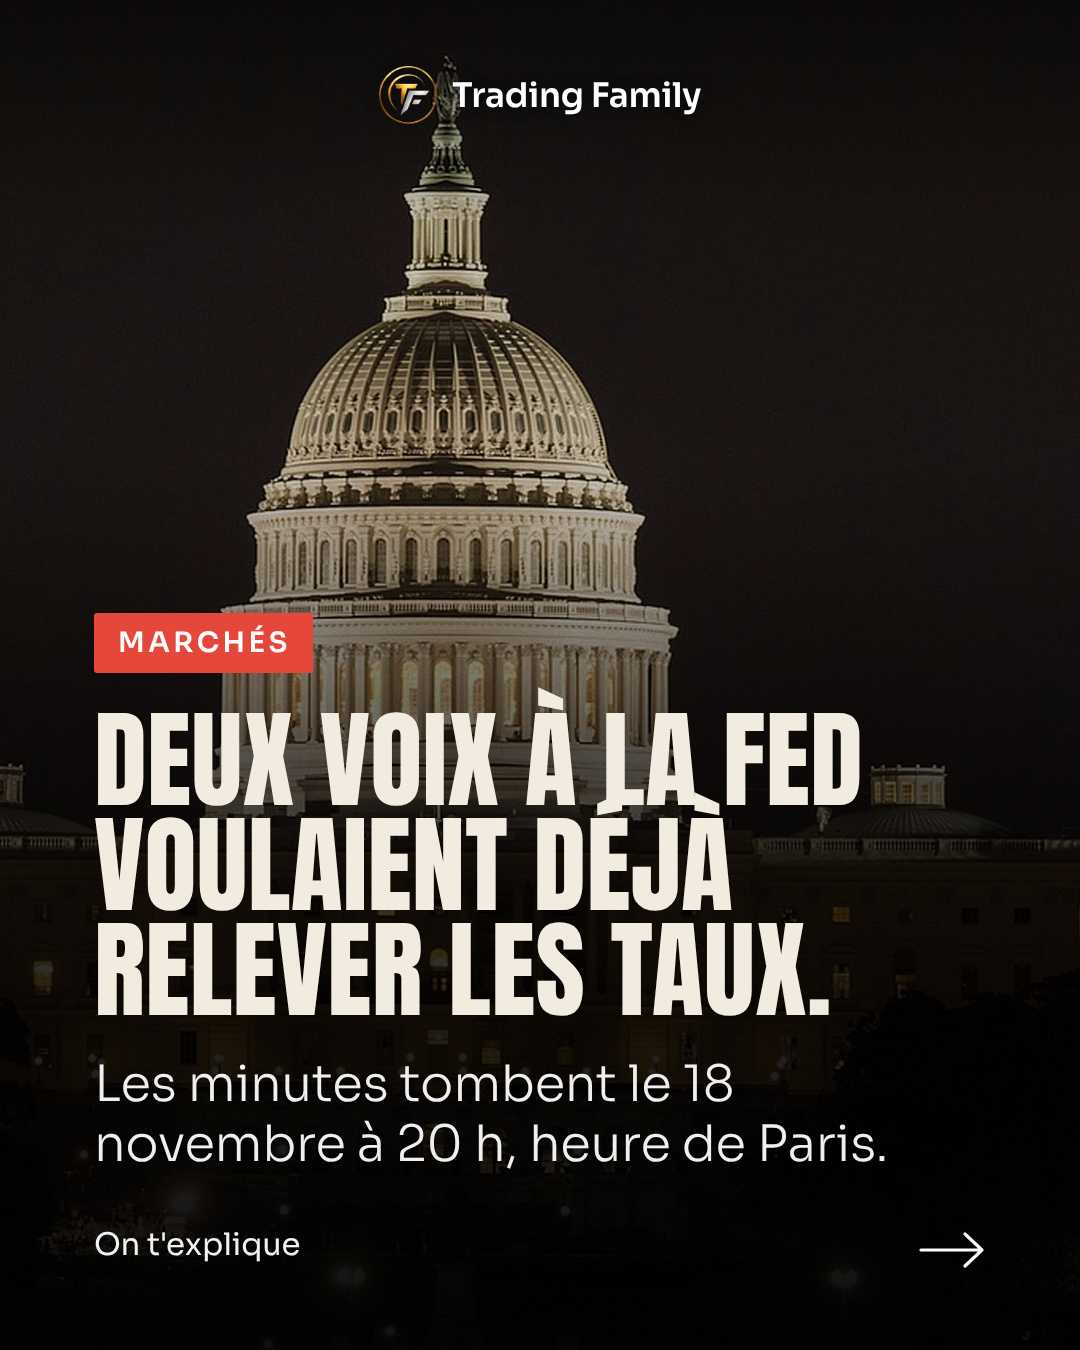 TF Trading Family
MARCHÉS
DEUX VOIX À LA FED
VOULAIENT DÉJÀ
RELEVER LES TAUX.
Les minutes tombent le 18
novembre à 20 h, heure de Paris.
On t'explique